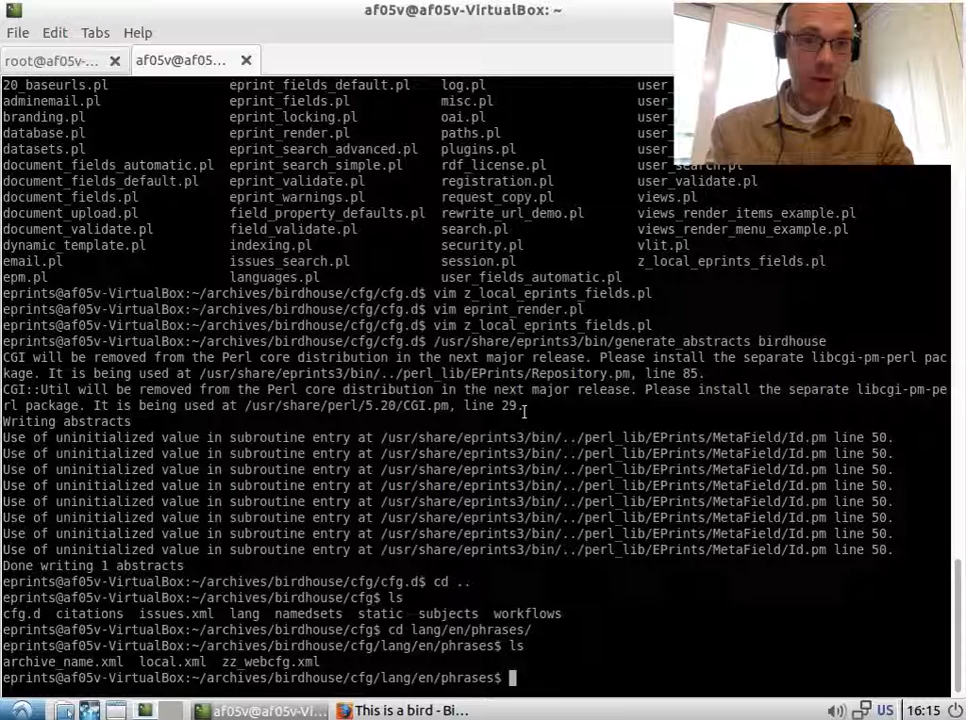 af05v@af05v-VirtualBox: ~
File Edit Tabs Help
root@af05v-... af05v@af05...
20_baseurls.pl eprint_fields_default.pl log.pl user_
adminemail.pl eprint_fields.pl misc.pl user_
branding.pl eprint_locking.pl oai.pl user_
database.pl eprint_render.pl paths.pl user_
datasets.pl eprint_search_advanced.pl plugins.pl user_
document_fields_automatic.pl eprint_search_simple.pl rdf_license.pl user_search.pl
document_fields_default.pl eprint_validate.pl registration.pl user_validate.pl
document_fields.pl eprint_warnings.pl request_copy.pl views.pl
document_upload.pl field_property_defaults.pl rewrite_url_demo.pl views_render_items_example.pl
document_validate.pl field_validate.pl search.pl views_render_menu_example.pl
dynamic_template.pl indexing.pl security.pl vlit.pl
email.pl issues_search.pl session.pl z_local_eprints_fields.pl
epm.pl languages.pl user_fields_automatic.pl
eprints@af05v-VirtualBox:~/archives/birdhouse/cfg/cfg.d$ vim z_local_eprints_fields.pl
eprints@af05v-VirtualBox:~/archives/birdhouse/cfg/cfg.d$ vim eprint_render.pl
eprints@af05v-VirtualBox:~/archives/birdhouse/cfg/cfg.d$ vim z_local_eprints_fields.pl
eprints@af05v-VirtualBox:~/archives/birdhouse/cfg/cfg.d$ /usr/share/eprints3/bin/generate_abstracts birdhouse
CGI will be removed from the Perl core distribution in the next major release. Please install the separate libcgi-pm-perl pac
kage. It is being used at /usr/share/eprints3/bin/../perl_lib/EPrints/Repository.pm, line 85.
CGI::Util will be removed from the Perl core distribution in the next major release. Please install the separate libcgi-pm-pe
rl package. It is being used at /usr/share/perl/5.20/CGI.pm, line 29.
Writing abstracts
Use of uninitialized value in subroutine entry at /usr/share/eprints3/bin/../perl_lib/EPrints/MetaField/Id.pm line 50.
Use of uninitialized value in subroutine entry at /usr/share/eprints3/bin/../perl_lib/EPrints/MetaField/Id.pm line 50.
Use of uninitialized value in subroutine entry at /usr/share/eprints3/bin/../perl_lib/EPrints/MetaField/Id.pm line 50.
Use of uninitialized value in subroutine entry at /usr/share/eprints3/bin/../perl_lib/EPrints/MetaField/Id.pm line 50.
Use of uninitialized value in subroutine entry at /usr/share/eprints3/bin/../perl_lib/EPrints/MetaField/Id.pm line 50.
Use of uninitialized value in subroutine entry at /usr/share/eprints3/bin/../perl_lib/EPrints/MetaField/Id.pm line 50.
Use of uninitialized value in subroutine entry at /usr/share/eprints3/bin/../perl_lib/EPrints/MetaField/Id.pm line 50.
Use of uninitialized value in subroutine entry at /usr/share/eprints3/bin/../perl_lib/EPrints/MetaField/Id.pm line 50.
Done writing 1 abstracts
eprints@af05v-VirtualBox:~/archives/birdhouse/cfg/cfg.d$ cd ..
eprints@af05v-VirtualBox:~/archives/birdhouse/cfg$ ls
cfg.d citations issues.xml lang namedsets static subjects workflows
eprints@af05v-VirtualBox:~/archives/birdhouse/cfg$ cd lang/en/phrases/
eprints@af05v-VirtualBox:~/archives/birdhouse/cfg/lang/en/phrases$ ls
archive_name.xml local.xml zz_webcfg.xml
eprints@af05v-VirtualBox:~/archives/birdhouse/cfg/lang/en/phrases$
af05v@af05v-VirtualB... This is a bird - Bi... US 16:15